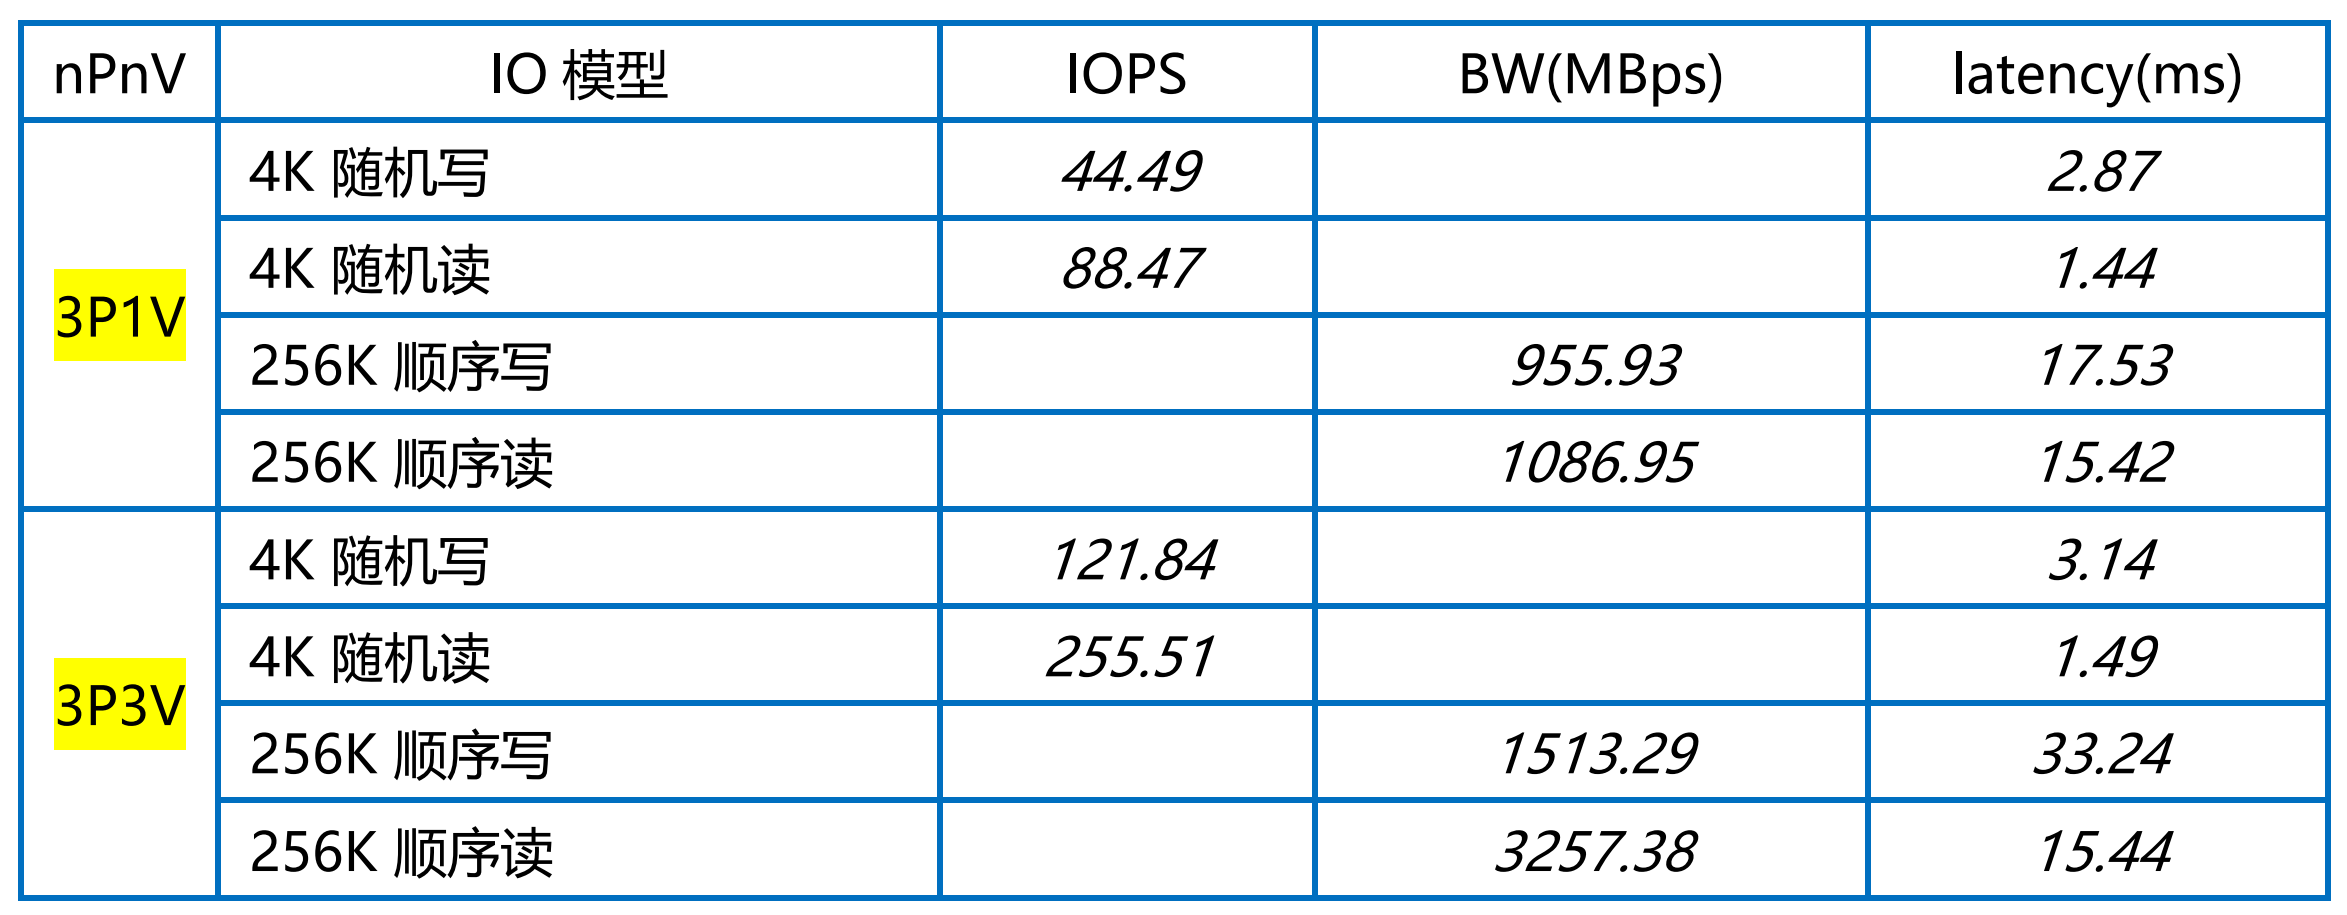 nPnV IO 模型 IOPS BW(MBps) latency(ms)
3P1V
4K 随机写 44.49 2.87
4K 随机读 88.47 1.44
256K 顺序写 955.93 17.53
256K 顺序读 1086.95 15.42
3P3V
4K 随机写 121.84 3.14
4K 随机读 255.51 1.49
256K 顺序写 1513.29 33.24
256K 顺序读 3257.38 15.44